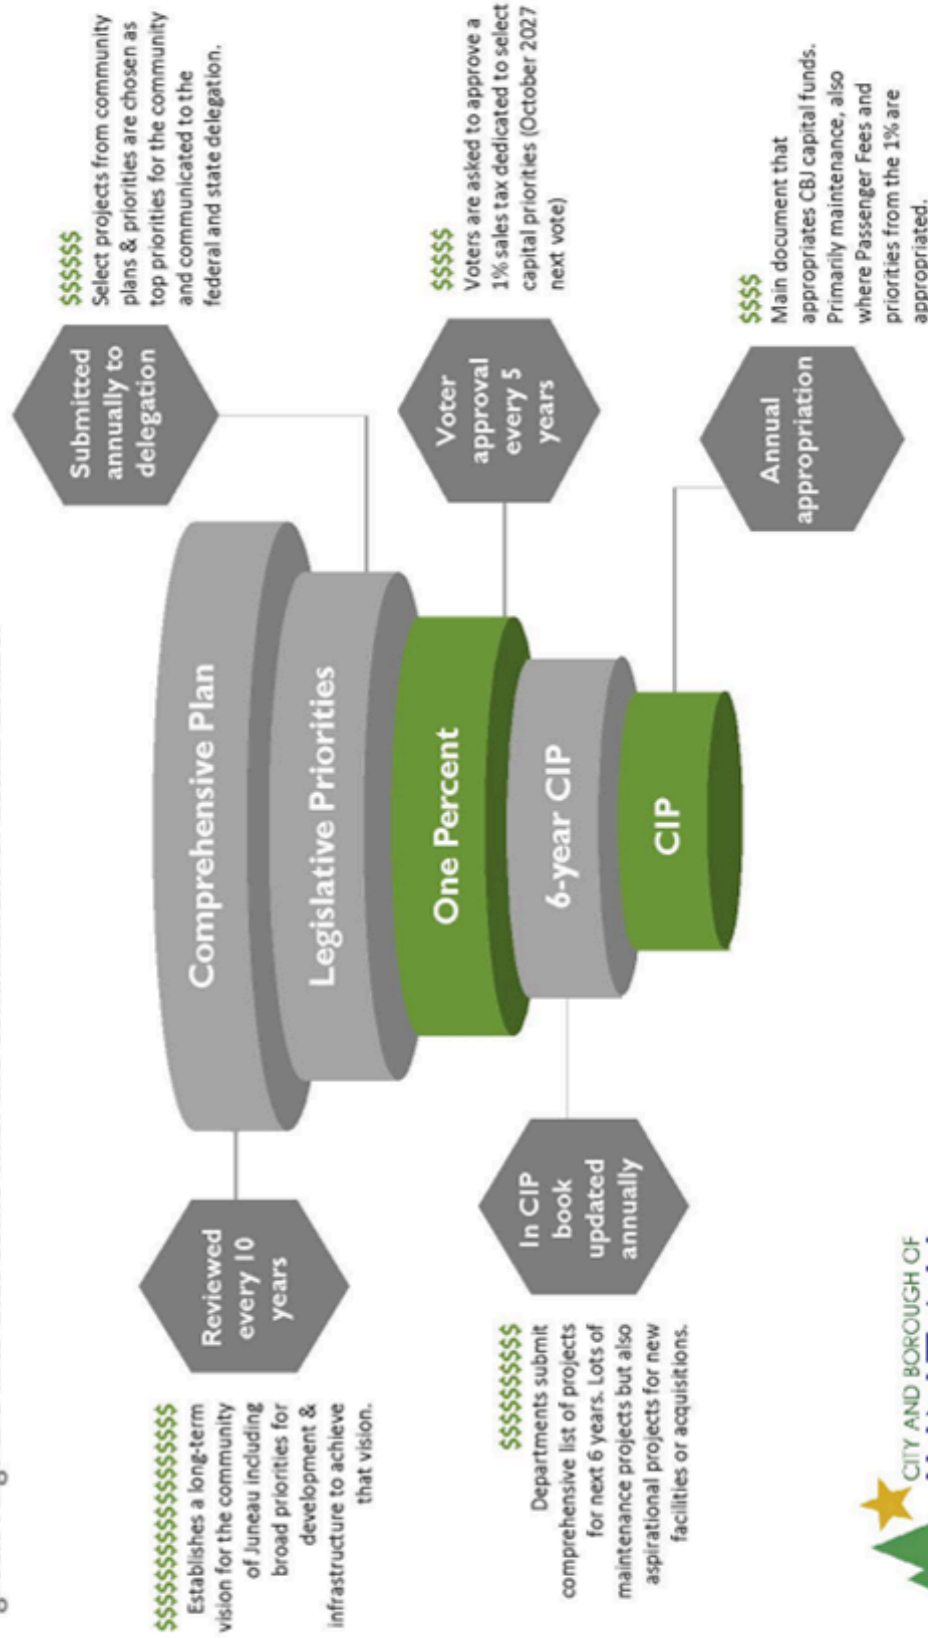 Comprehensive Plan
Legislative Priorities
One Percent
6-year CIP
CIP
Reviewed
every 10
years
$$$$$$$$$$$$$$$$$$$
Establishes a long-term
vision for the community
of Juneau including
broad priorities for
development &
infrastructure to achieve
that vision.
Submitted
annually to
delegation
$$$$$$
Select projects from community
plans & priorities are chosen as
top priorities for the community
and communicated to the
federal and state delegation.
Voter
approval
every 5
years
$$$$$
Voters are asked to approve a
1% sales tax dedicated to select
capital priorities (October 2027
next vote)
In CIP
book
updated
annually
$$$$$$$$$$$
Departments submit
comprehensive list of projects
for next 6 years. Lots of
maintenance projects but also
aspirational projects for new
facilities or acquisitions.
Annual
appropriation
$$$$
Main document that
appropriates CBJ capital funds.
Primarily maintenance, also
where Passenger Fees and
priorities from the 1% are
appropriated.
CITY AND BOROUGH OF